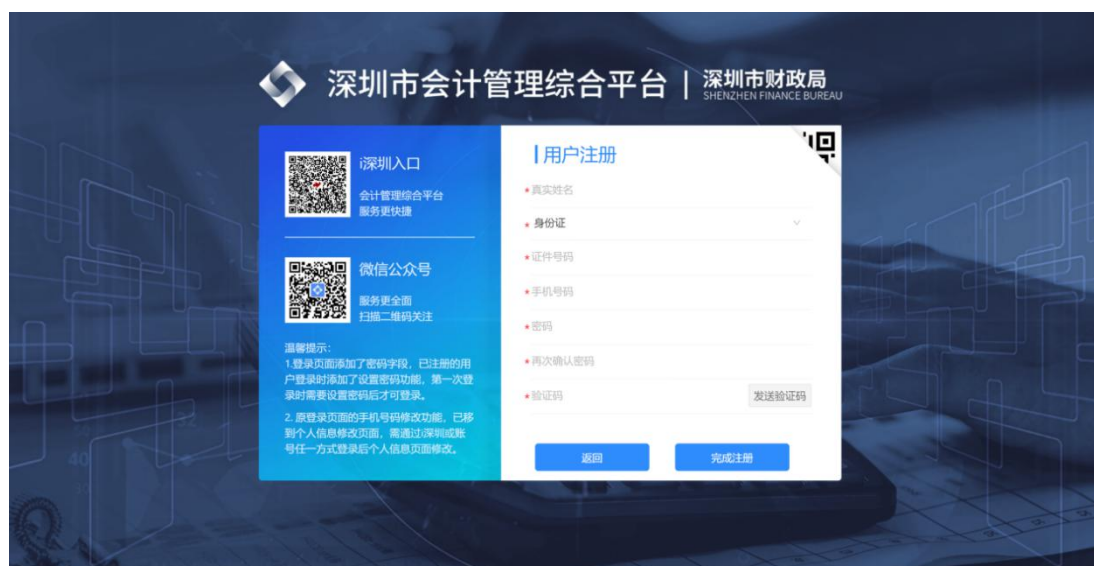 深圳市会计管理综合平台 | 深圳市财政局
SHENZHEN FINANCE BUREAU
i深圳入口
会计管理综合平台
服务更快捷
微信公众号
服务更全面
扫描二维码关注
温馨提示：
1.登录页面添加了密码字段，已注册的用
户登录时添加了设置密码功能，第一次登
录时需要设置密码后才可登录。
2. 原登录页面的手机号码修改功能，已移
到个人信息修改页面，需通过i深圳或账
号任一方式登录后个人信息页面修改。
用户注册
* 真实姓名
* 身份证
* 证件号码
* 手机号码
* 密码
* 再次确认密码
* 验证码 发送验证码
返回 完成注册
40